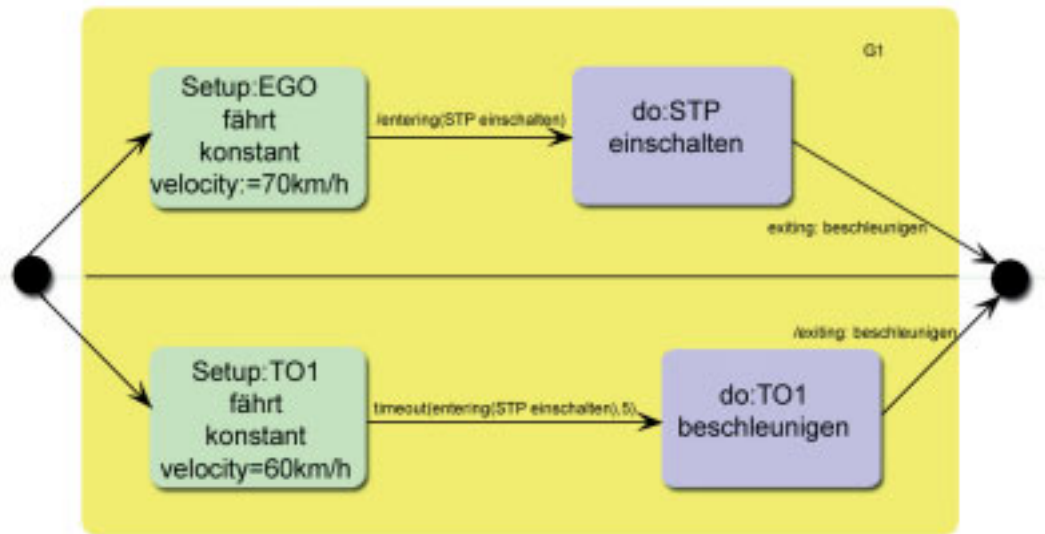 G1
Setup:EGO
fährt
konstant
velocity:=70km/h
/entering(STP einschalten)
do:STP
einschalten
exiting: beschleunigen
Setup:TO1
fährt
konstant
velocity=60km/h
timeout(entering(STP einschalten),5)
do:TO1
beschleunigen
/exiting: beschleunigen